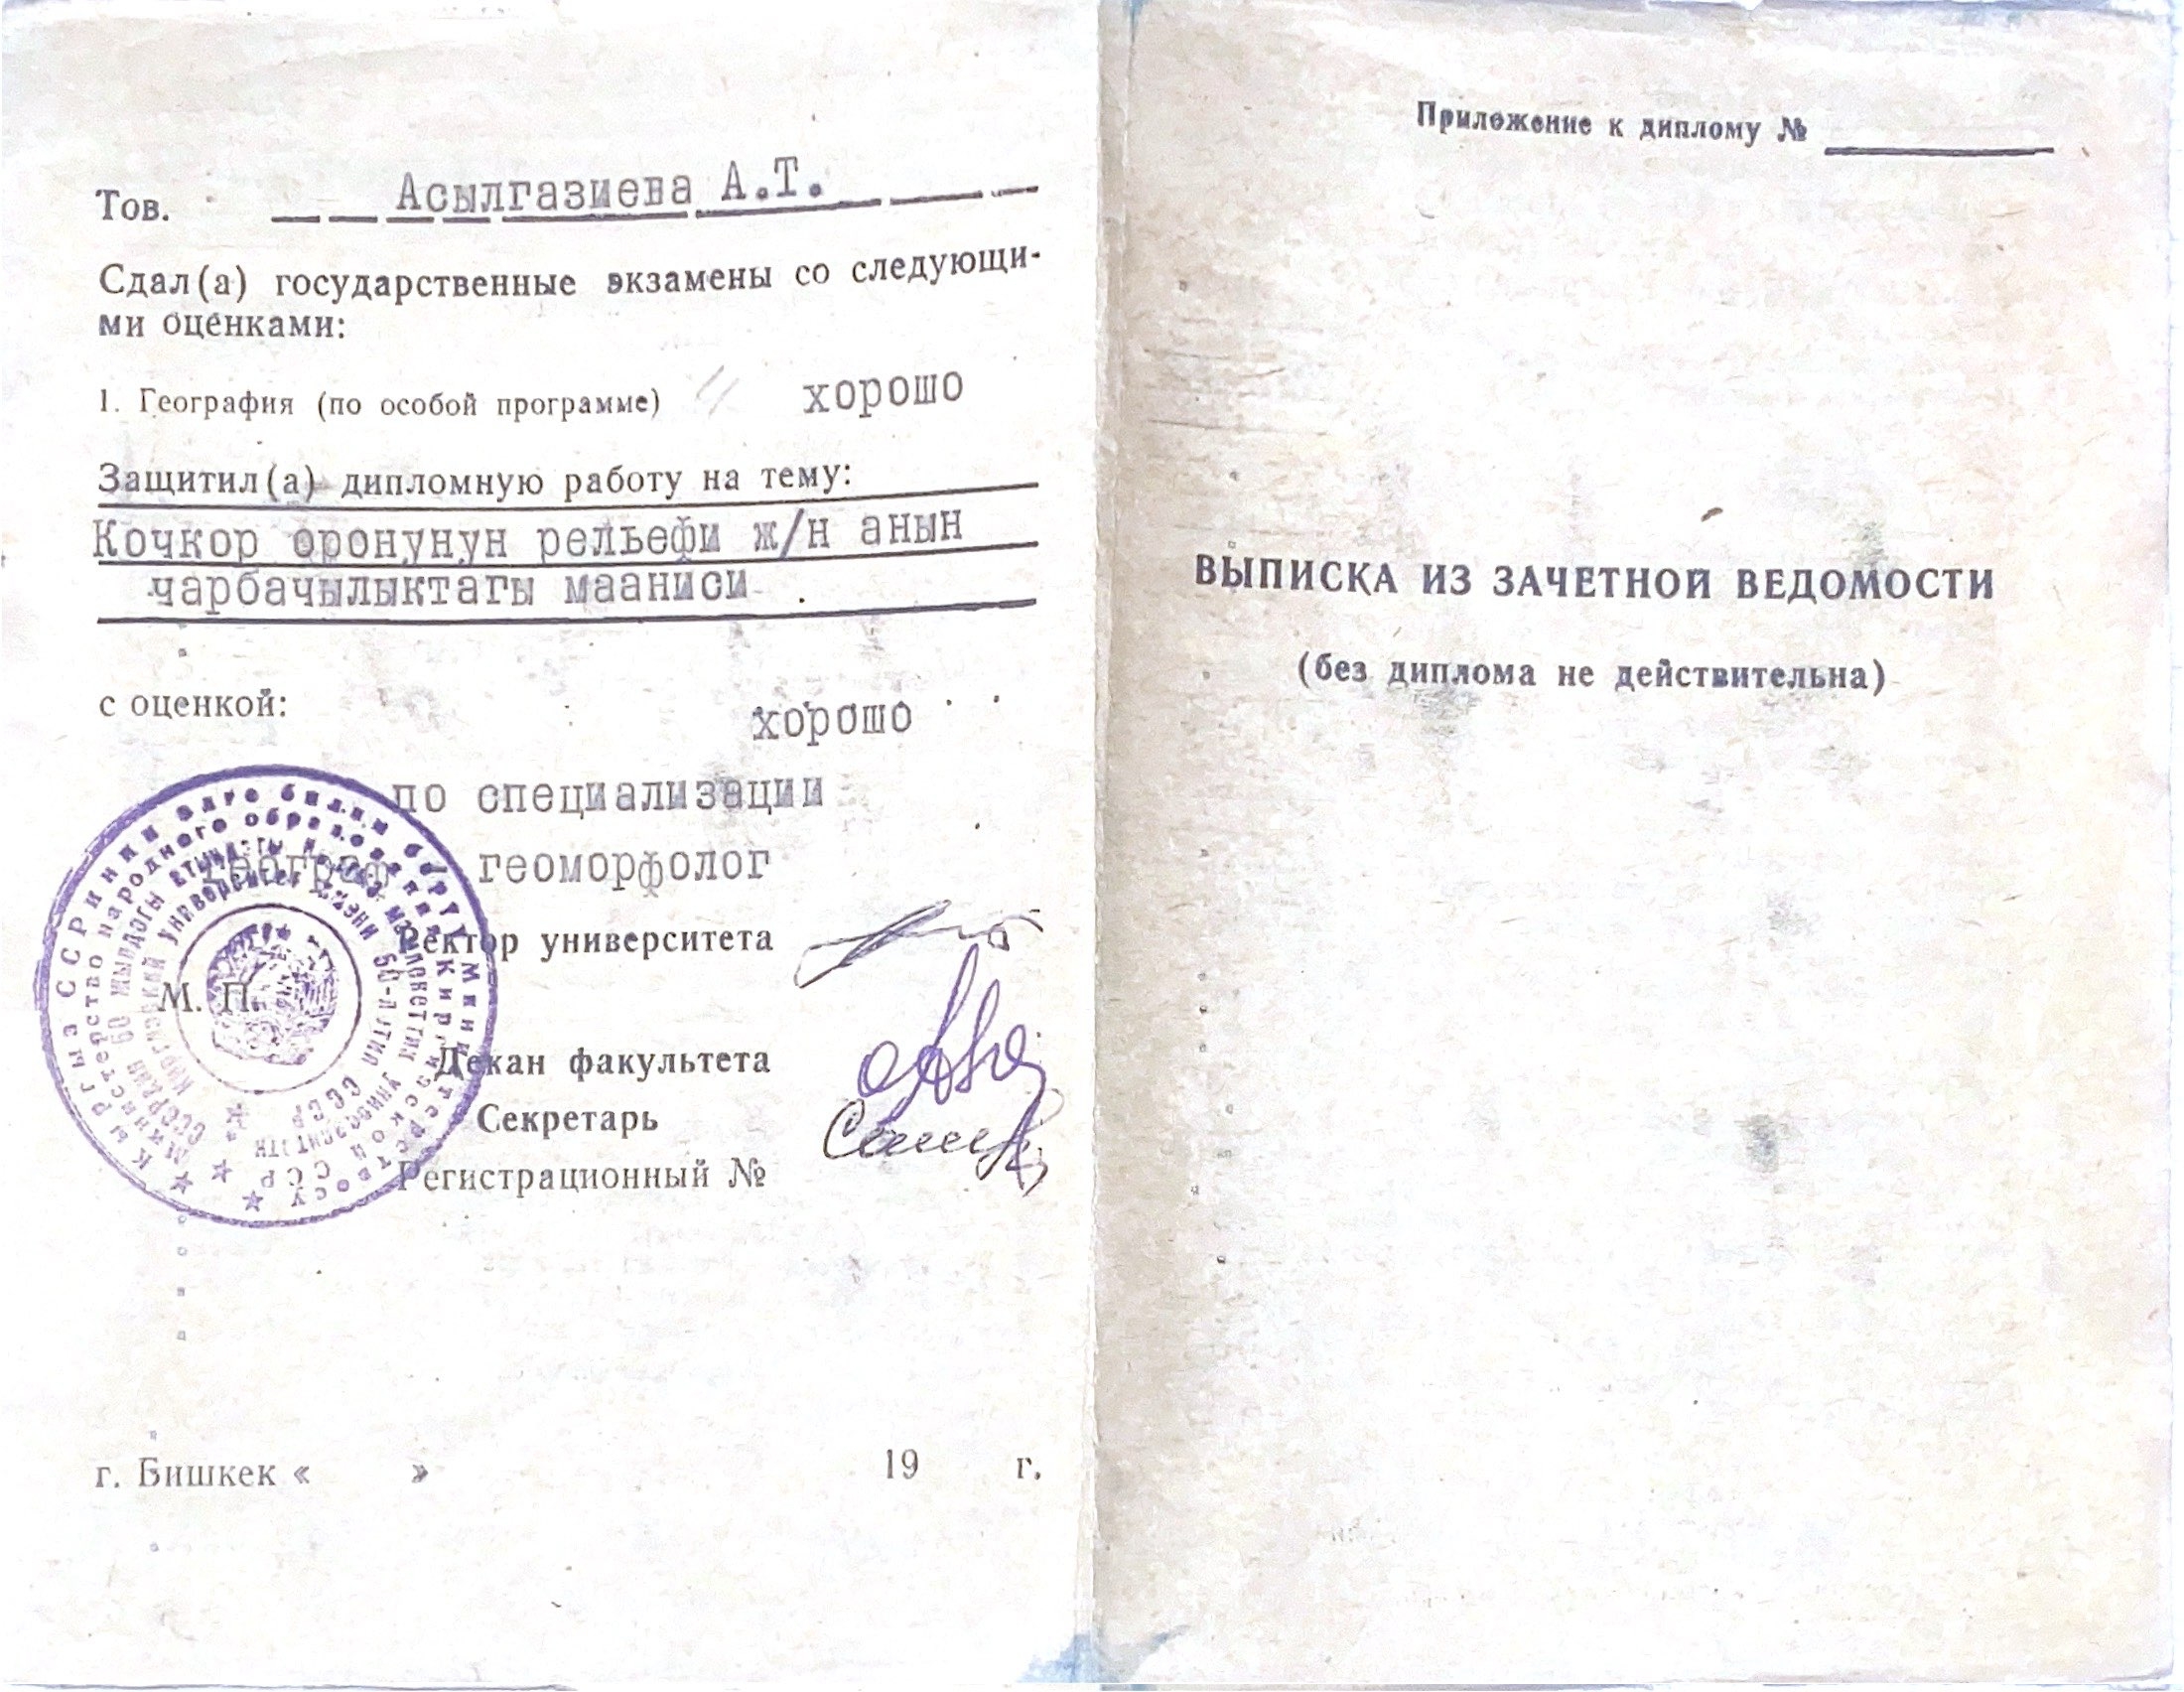 Тов. Асылгазиева А.Т.
Сдал(а) государственные экзамены со следующи-
ми оценками:
1. География (по особой программе) хорошо
Защитил(а) дипломную работу на тему:
Кочкор оронунун рельефи ж/н анын
чарбачылыктагы мааниси .
с оценкой:
хорошо
по специализации
географ геоморфолог
Ректор университета
М. П.
Декан факультета
Секретарь
Регистрационный №
г. Бишкек « » 19 г.
Приложение к диплому №
ВЫПИСКА ИЗ ЗАЧЕТНОЙ ВЕДОМОСТИ
(без диплома не действительна)